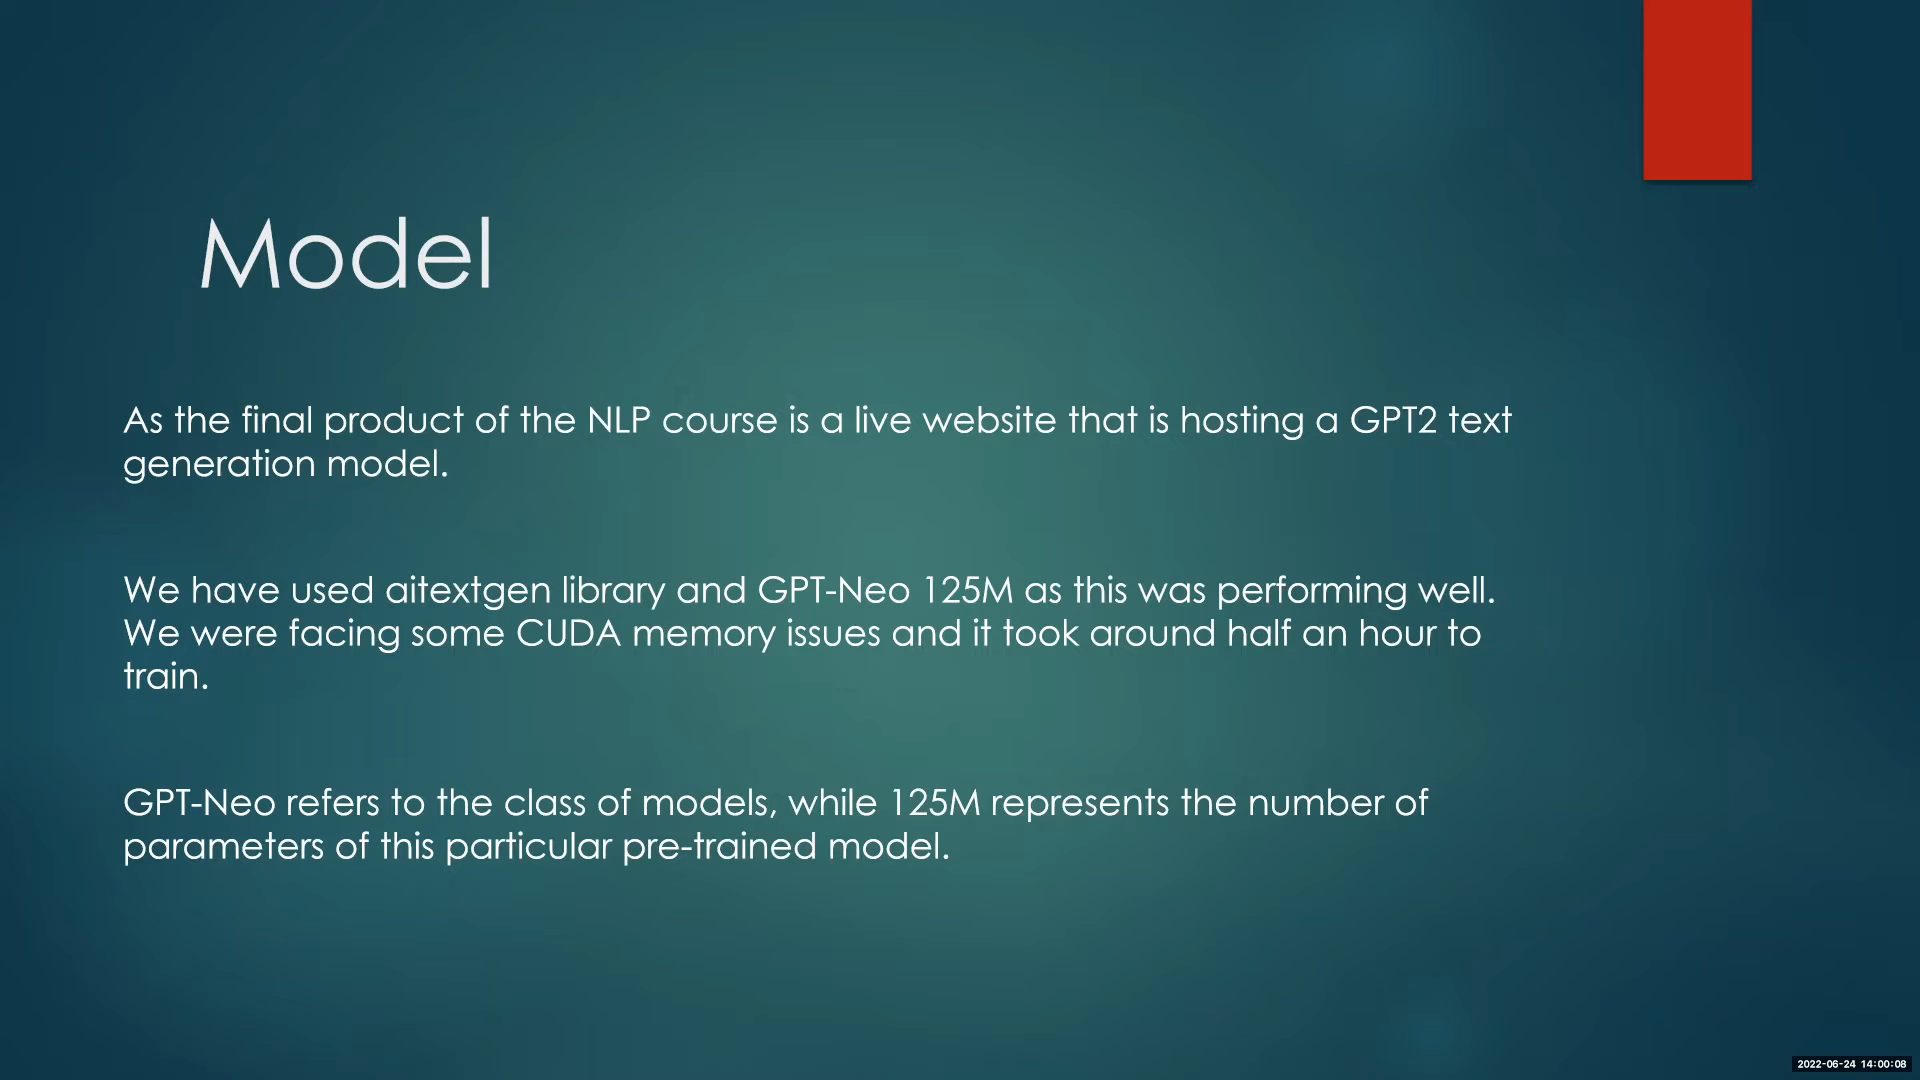 Model
As the final product of the NLP course is a live website that is hosting a GPT2 text
generation model.
We have used aitextgen library and GPT-Neo 125M as this was performing well.
We were facing some CUDA memory issues and it took around half an hour to
train.
GPT-Neo refers to the class of models, while 125M represents the number of
parameters of this particular pre-trained model.
2022-06-24 14:00:08